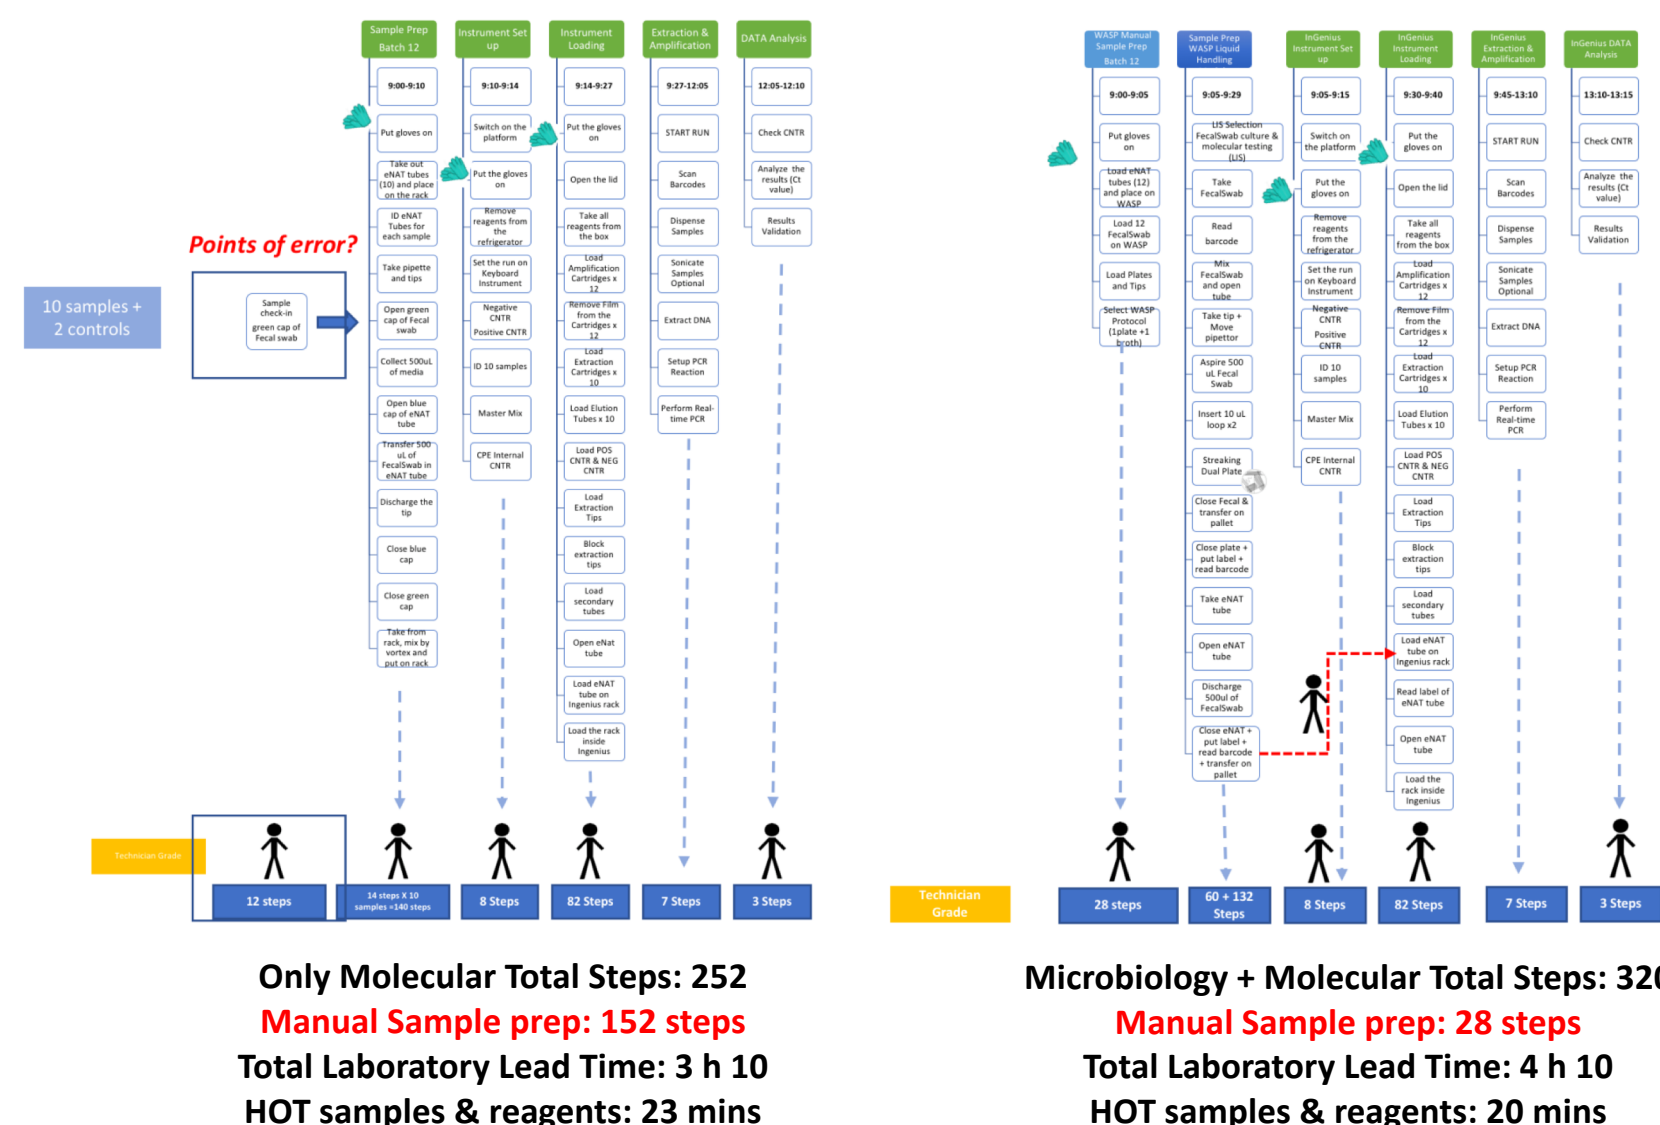 Sample Prep
Batch 12
9:00-9:10
Put gloves on
Take out
eNAT tubes
(10) and place
on the rack
ID eNAT
Tubes for
each sample
Take pipette
and tips
Open green
cap of Fecal
swab
Collect 500uL
of media
Open blue
cap of eNAT
tube
Transfer 500
uL of
FecalSwab in
eNAT tube
Discharge the
tip
Close blue
cap
Close green
cap
Take from
rack, mix by
vortex and
put on rack
Instrument Set
up
9:10-9:14
Switch on the
platform
Put the gloves
on
Remove
reagents from
the
refrigerator
Set the run on
Keyboard
Instrument
Negative
CNTR
Positive CNTR
ID 10 samples
Master Mix
CPE Internal
CNTR
Instrument
Loading
9:14-9:27
Put the gloves
on
Open the lid
Take all
reagents from
the box
Load
Amplification
Cartridges x
12
Remove Film
from the
Cartridges x
12
Load
Extraction
Cartridges x
10
Load Elution
Tubes x 10
Load POS
CNTR & NEG
CNTR
Load
Extraction
Tips
Block
extraction
tips
Load
secondary
tubes
Open eNat
tube
Load eNAT
tube on
Ingenius rack
Load the rack
inside
Ingenius
Extraction &
Amplification
9:27-12:05
START RUN
Scan
Barcodes
Dispense
Samples
Sonicate
Samples
Optional
Extract DNA
Setup PCR
Reaction
Perform Real-
time PCR
DATA Analysis
12:05-12:10
Check CNTR
Analyze the
results (Ct
value)
Results
Validation
Points of error?
10 samples +
2 controls
Sample
check-in
green cap of
Fecal swab
Technician Grade
12 steps
14 steps X 10
samples =140 steps
8 Steps
82 Steps
7 Steps
3 Steps
Only Molecular Total Steps: 252
Manual Sample prep: 152 steps
Total Laboratory Lead Time: 3 h 10
HOT samples & reagents: 23 mins
WASP Manual
Sample Prep
Batch 12
9:00-9:05
Put gloves
on
Load eNAT
tubes (12)
and place on
WASP
Load 12
FecalSwab
on WASP
Load Plates
and Tips
Select WASP
Protocol
(1plate +1
broth)
Sample Prep
WASP Liquid
Handling
9:05-9:29
LIS Selection
FecalSwab culture &
molecular testing
(LIS)
Take
FecalSwab
Read
barcode
Mix
FecalSwab
and open
tube
Take tip +
Move
pipettor
Aspire 500
uL Fecal
Swab
Insert 10 uL
loop x2
Streaking
Dual Plate
Close Fecal &
transfer on
pallet
Close plate +
put label +
read barcode
Take eNAT
tube
Open eNAT
tube
Discharge
500ul of
FecalSwab
Close eNAT +
put label +
read barcode
+ transfer on
pallet
InGenius
Instrument Set
up
9:05-9:15
Switch on
the platform
Put the
gloves on
Remove
reagents
from the
refrigerator
Set the run
on Keyboard
Instrument
Negative
CNTR
Positive
CNTR
ID 10
samples
Master Mix
CPE Internal
CNTR
InGenius
Instrument
Loading
9:30-9:40
Put the
gloves on
Open the lid
Take all
reagents
from the box
Load
Amplification
Cartridges x
12
Remove Film
from the
Cartridges x
12
Load
Extraction
Cartridges x
10
Load Elution
Tubes x 10
Load POS
CNTR & NEG
CNTR
Load
Extraction
Tips
Block
extraction
tips
Load
secondary
tubes
Load eNAT
tube on
Ingenius rack
Read label of
eNAT tube
Open eNAT
tube
Load the
rack inside
Ingenius
InGenius
Extraction &
Amplification
9:45-13:10
START RUN
Scan
Barcodes
Dispense
Samples
Sonicate
Samples
Optional
Extract DNA
Setup PCR
Reaction
Perform
Real-time
PCR
InGenius DATA
Analysis
13:10-13:15
Check CNTR
Analyze the
results (Ct
value)
Results
Validation
Technician
Grade
28 steps
60 + 132
Steps
8 Steps
82 Steps
7 Steps
3 Steps
Microbiology + Molecular Total Steps: 320
Manual Sample prep: 28 steps
Total Laboratory Lead Time: 4 h 10
HOT samples & reagents: 20 mins